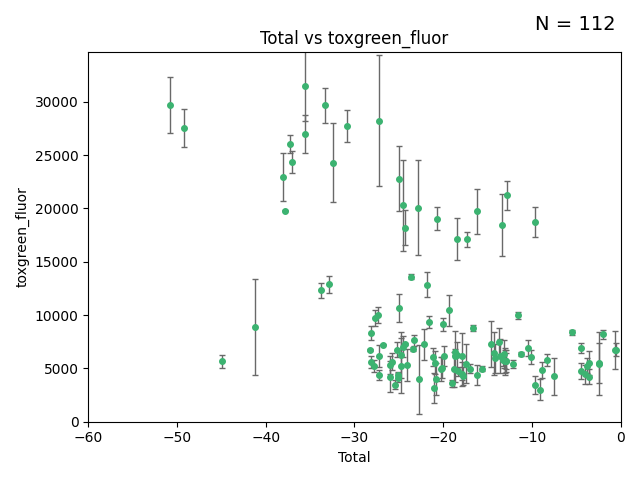 N = 112
Total vs toxgreen_fluor
toxgreen_fluor
30000
25000
20000
15000
10000
5000
0
−60 −50 −40 −30 −20 −10 0
Total